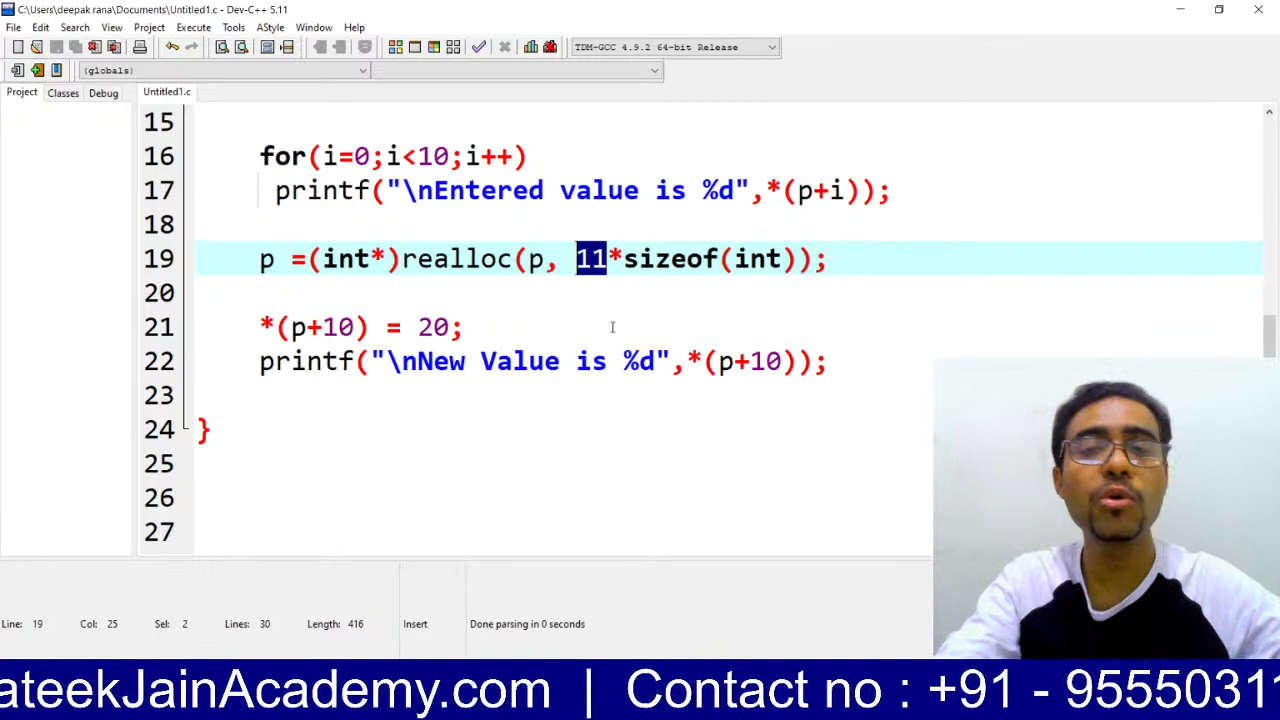 C:\Users\deepak rana\Documents\Untitled1.c - Dev-C++ 5.11
File Edit Search View Project Execute Tools AStyle Window Help
TDM-GCC 4.9.2 64-bit Release
(globals)
Project Classes Debug
Untitled1.c
15
16 for(i=0;i<10;i++)
17 printf("\nEntered value is %d",*(p+i));
18
19 p =(int*)realloc(p, 11*sizeof(int));
20
21 *(p+10) = 20;
22 printf("\nNew Value is %d",*(p+10));
23
24 }
25
26
27
Line: 19 Col: 25 Sel: 2 Lines: 30 Length: 416 Insert Done parsing in 0 seconds
ateekJainAcademy.com | Contact no : +91 - 95550311